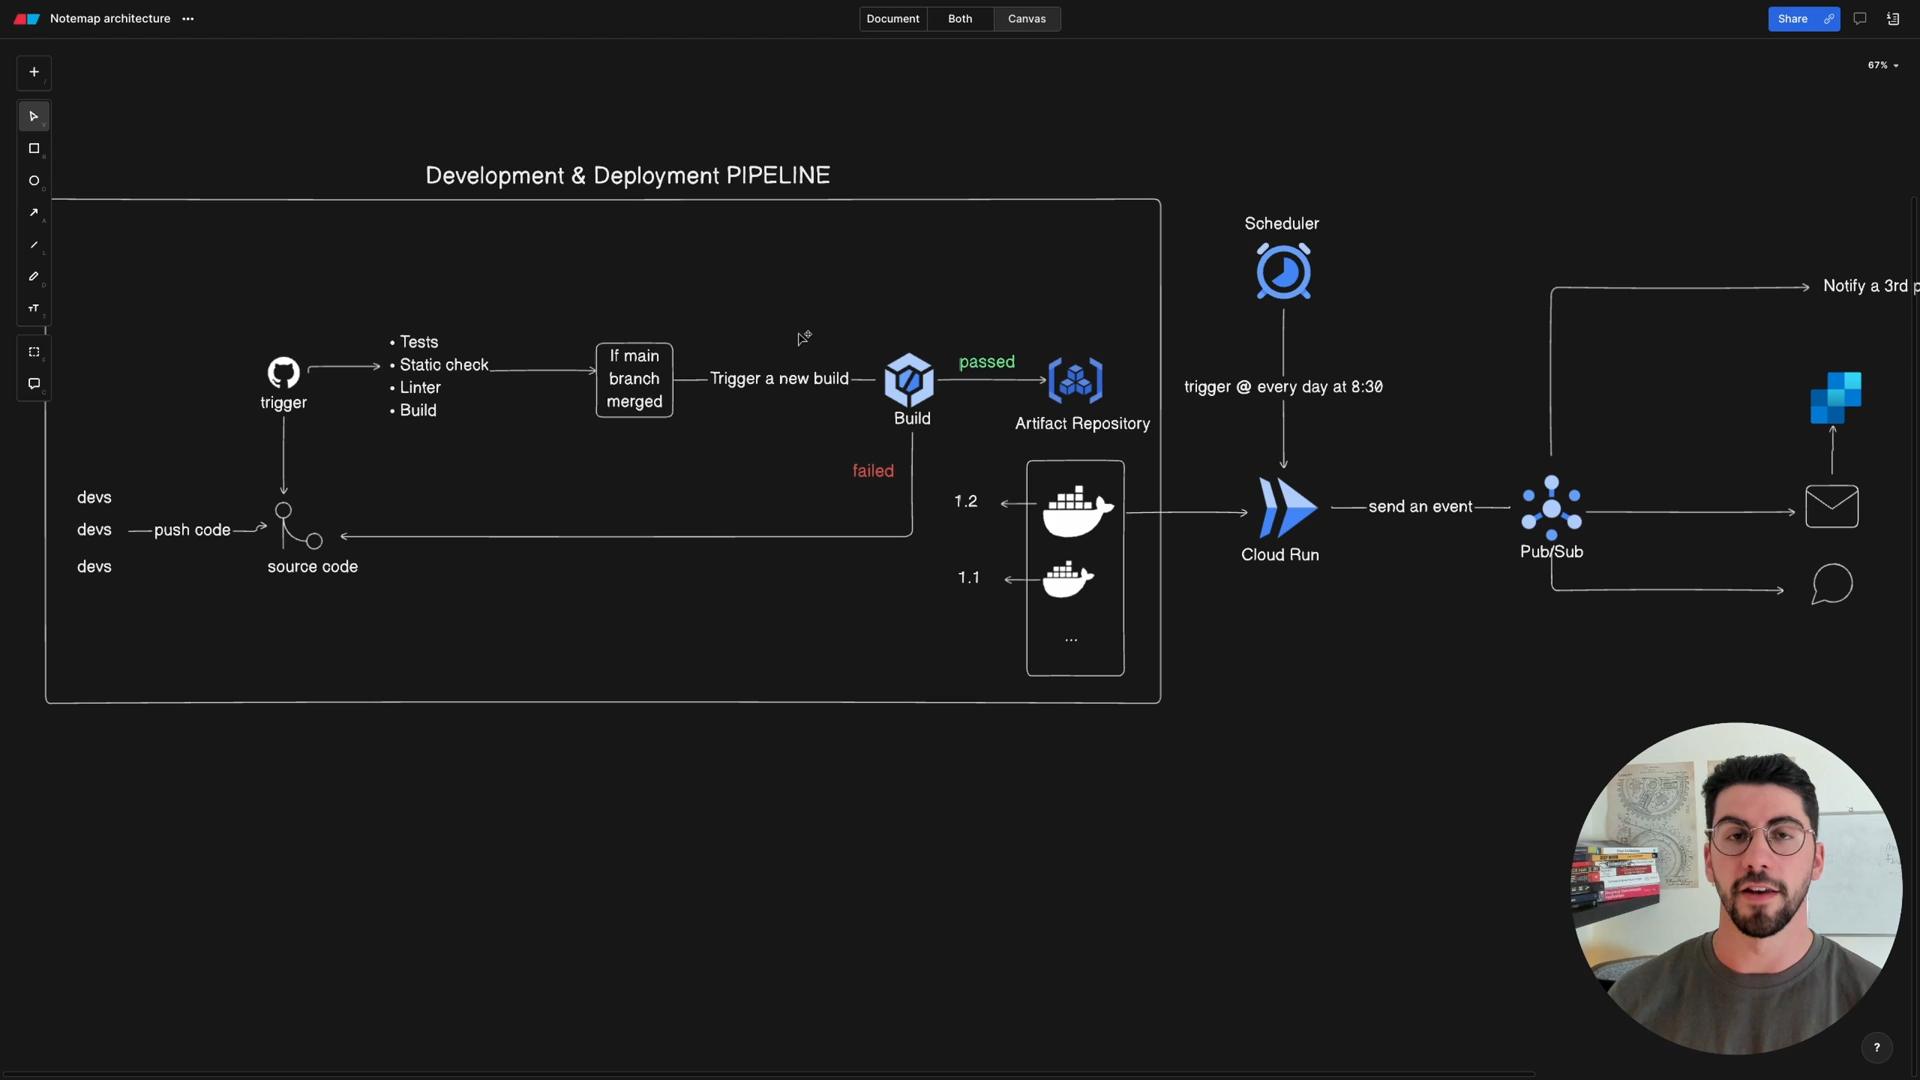 Notemap architecture
Document
Both
Canvas
Share
67%
Development & Deployment PIPELINE
Scheduler
Notify a 3rd p
• Tests
• Static check
• Linter
• Build
trigger
If main
branch
merged
Trigger a new build
Build
passed
failed
Artifact Repository
trigger @ every day at 8:30
devs
devs
devs
push code
source code
1.2
1.1
...
Cloud Run
send an event
Pub/Sub
?